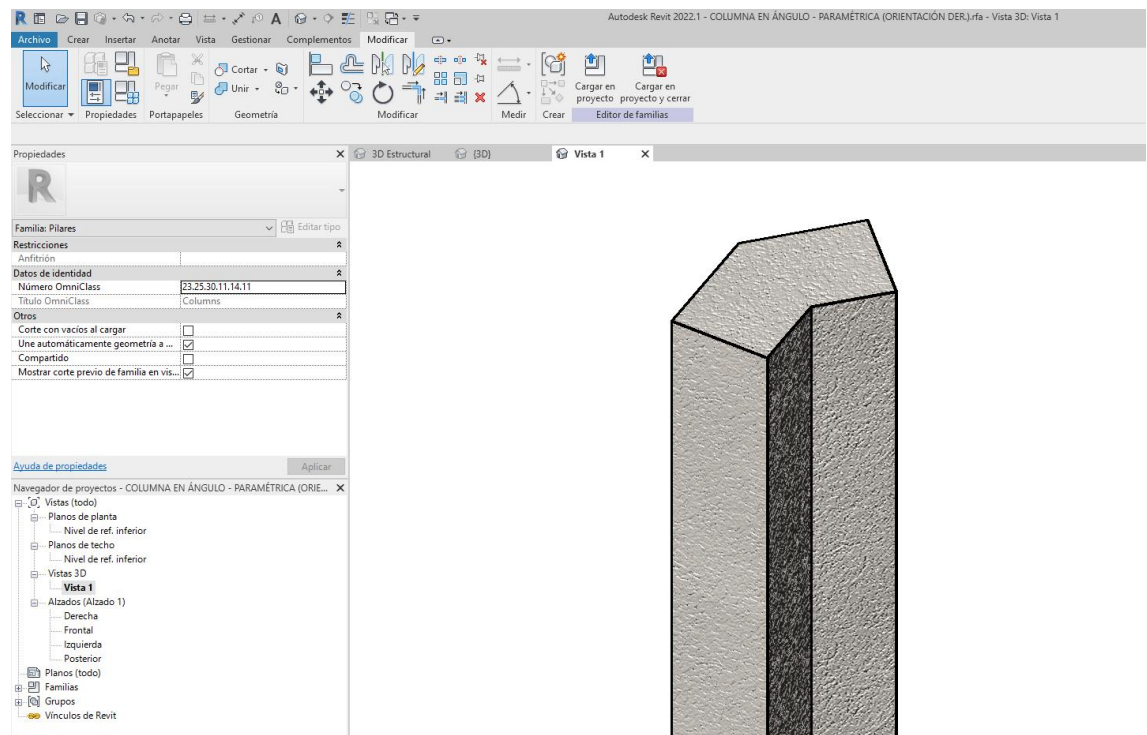 Autodesk Revit 2022.1 - COLUMNA EN ÁNGULO - PARAMÉTRICA (ORIENTACIÓN DER.).rfa - Vista 3D: Vista 1
Archivo Crear Insertar Anotar Vista Gestionar Complementos Modificar
Modificar
Pegar
Cortar
Unir
Cargar en proyecto
Cargar en proyecto y cerrar
Seleccionar Propiedades Portapapeles Geometría Modificar Medir Crear Editor de familias
Propiedades
3D Estructural {3D} Vista 1
R
Familia: Pilares Editar tipo
Restricciones
Anfitrión
Datos de identidad
Número OmniClass 23.25.30.11.14.11
Título OmniClass Columns
Otros
Corte con vacíos al cargar
Une automáticamente geometría a ...
Compartido
Mostrar corte previo de familia en vis...
Ayuda de propiedades Aplicar
Navegador de proyectos - COLUMNA EN ÁNGULO - PARAMÉTRICA (ORIE...
Vistas (todo)
Planos de planta
Nivel de ref. inferior
Planos de techo
Nivel de ref. inferior
Vistas 3D
Vista 1
Alzados (Alzado 1)
Derecha
Frontal
Izquierda
Posterior
Planos (todo)
Familias
Grupos
Vínculos de Revit